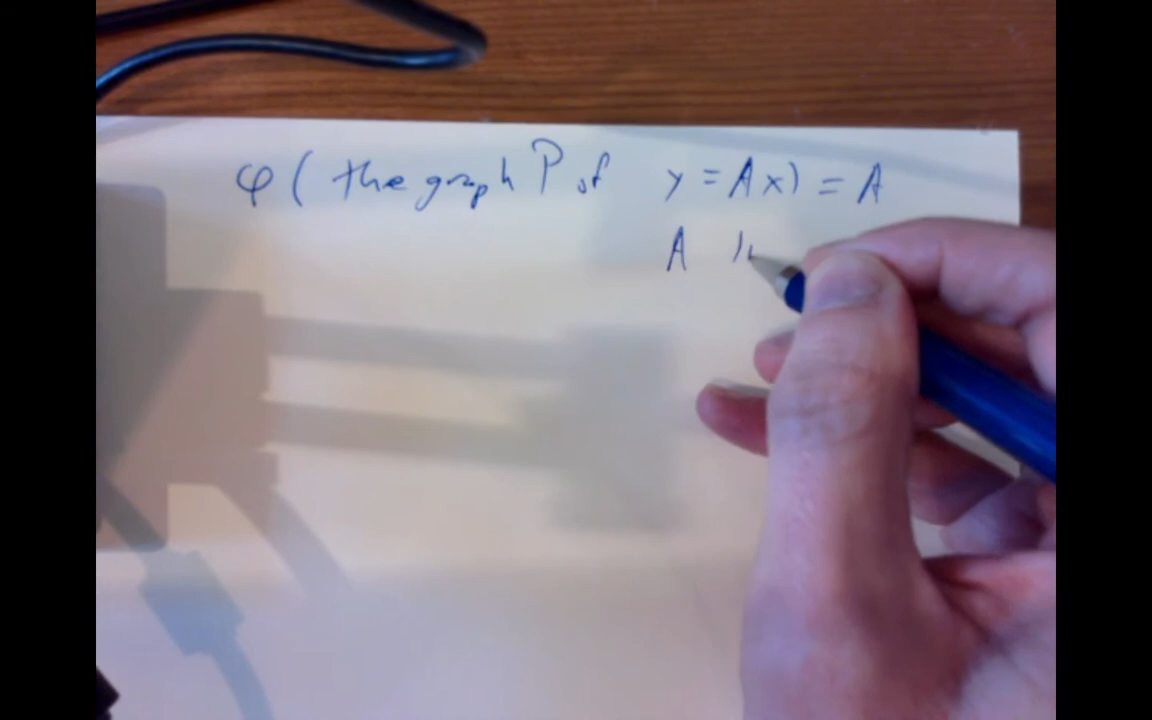 φ ( the graph P of y = Ax) = A
A